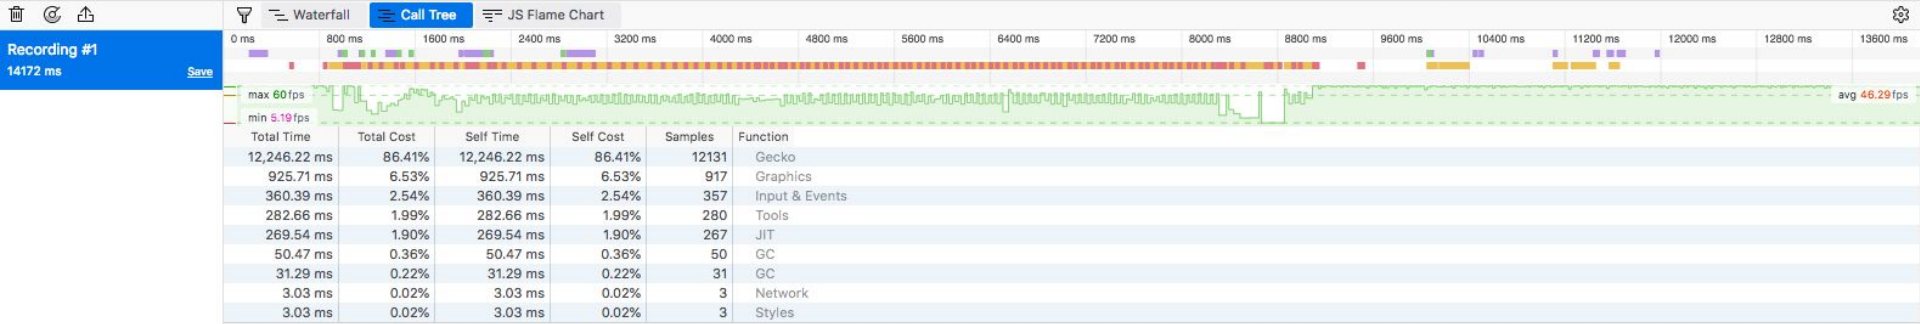 Waterfall Call Tree JS Flame Chart
Recording #1
14172 ms Save
0 ms 800 ms 1600 ms 2400 ms 3200 ms 4000 ms 4800 ms 5600 ms 6400 ms 7200 ms 8000 ms 8800 ms 9600 ms 10400 ms 11200 ms 12000 ms 12800 ms 13600 ms
max 60fps
avg 46.29fps
min 5.19fps
Total Time Total Cost Self Time Self Cost Samples Function
12,246.22 ms 86.41% 12,246.22 ms 86.41% 12131 Gecko
925.71 ms 6.53% 925.71 ms 6.53% 917 Graphics
360.39 ms 2.54% 360.39 ms 2.54% 357 Input & Events
282.66 ms 1.99% 282.66 ms 1.99% 280 Tools
269.54 ms 1.90% 269.54 ms 1.90% 267 JIT
50.47 ms 0.36% 50.47 ms 0.36% 50 GC
31.29 ms 0.22% 31.29 ms 0.22% 31 GC
3.03 ms 0.02% 3.03 ms 0.02% 3 Network
3.03 ms 0.02% 3.03 ms 0.02% 3 Styles